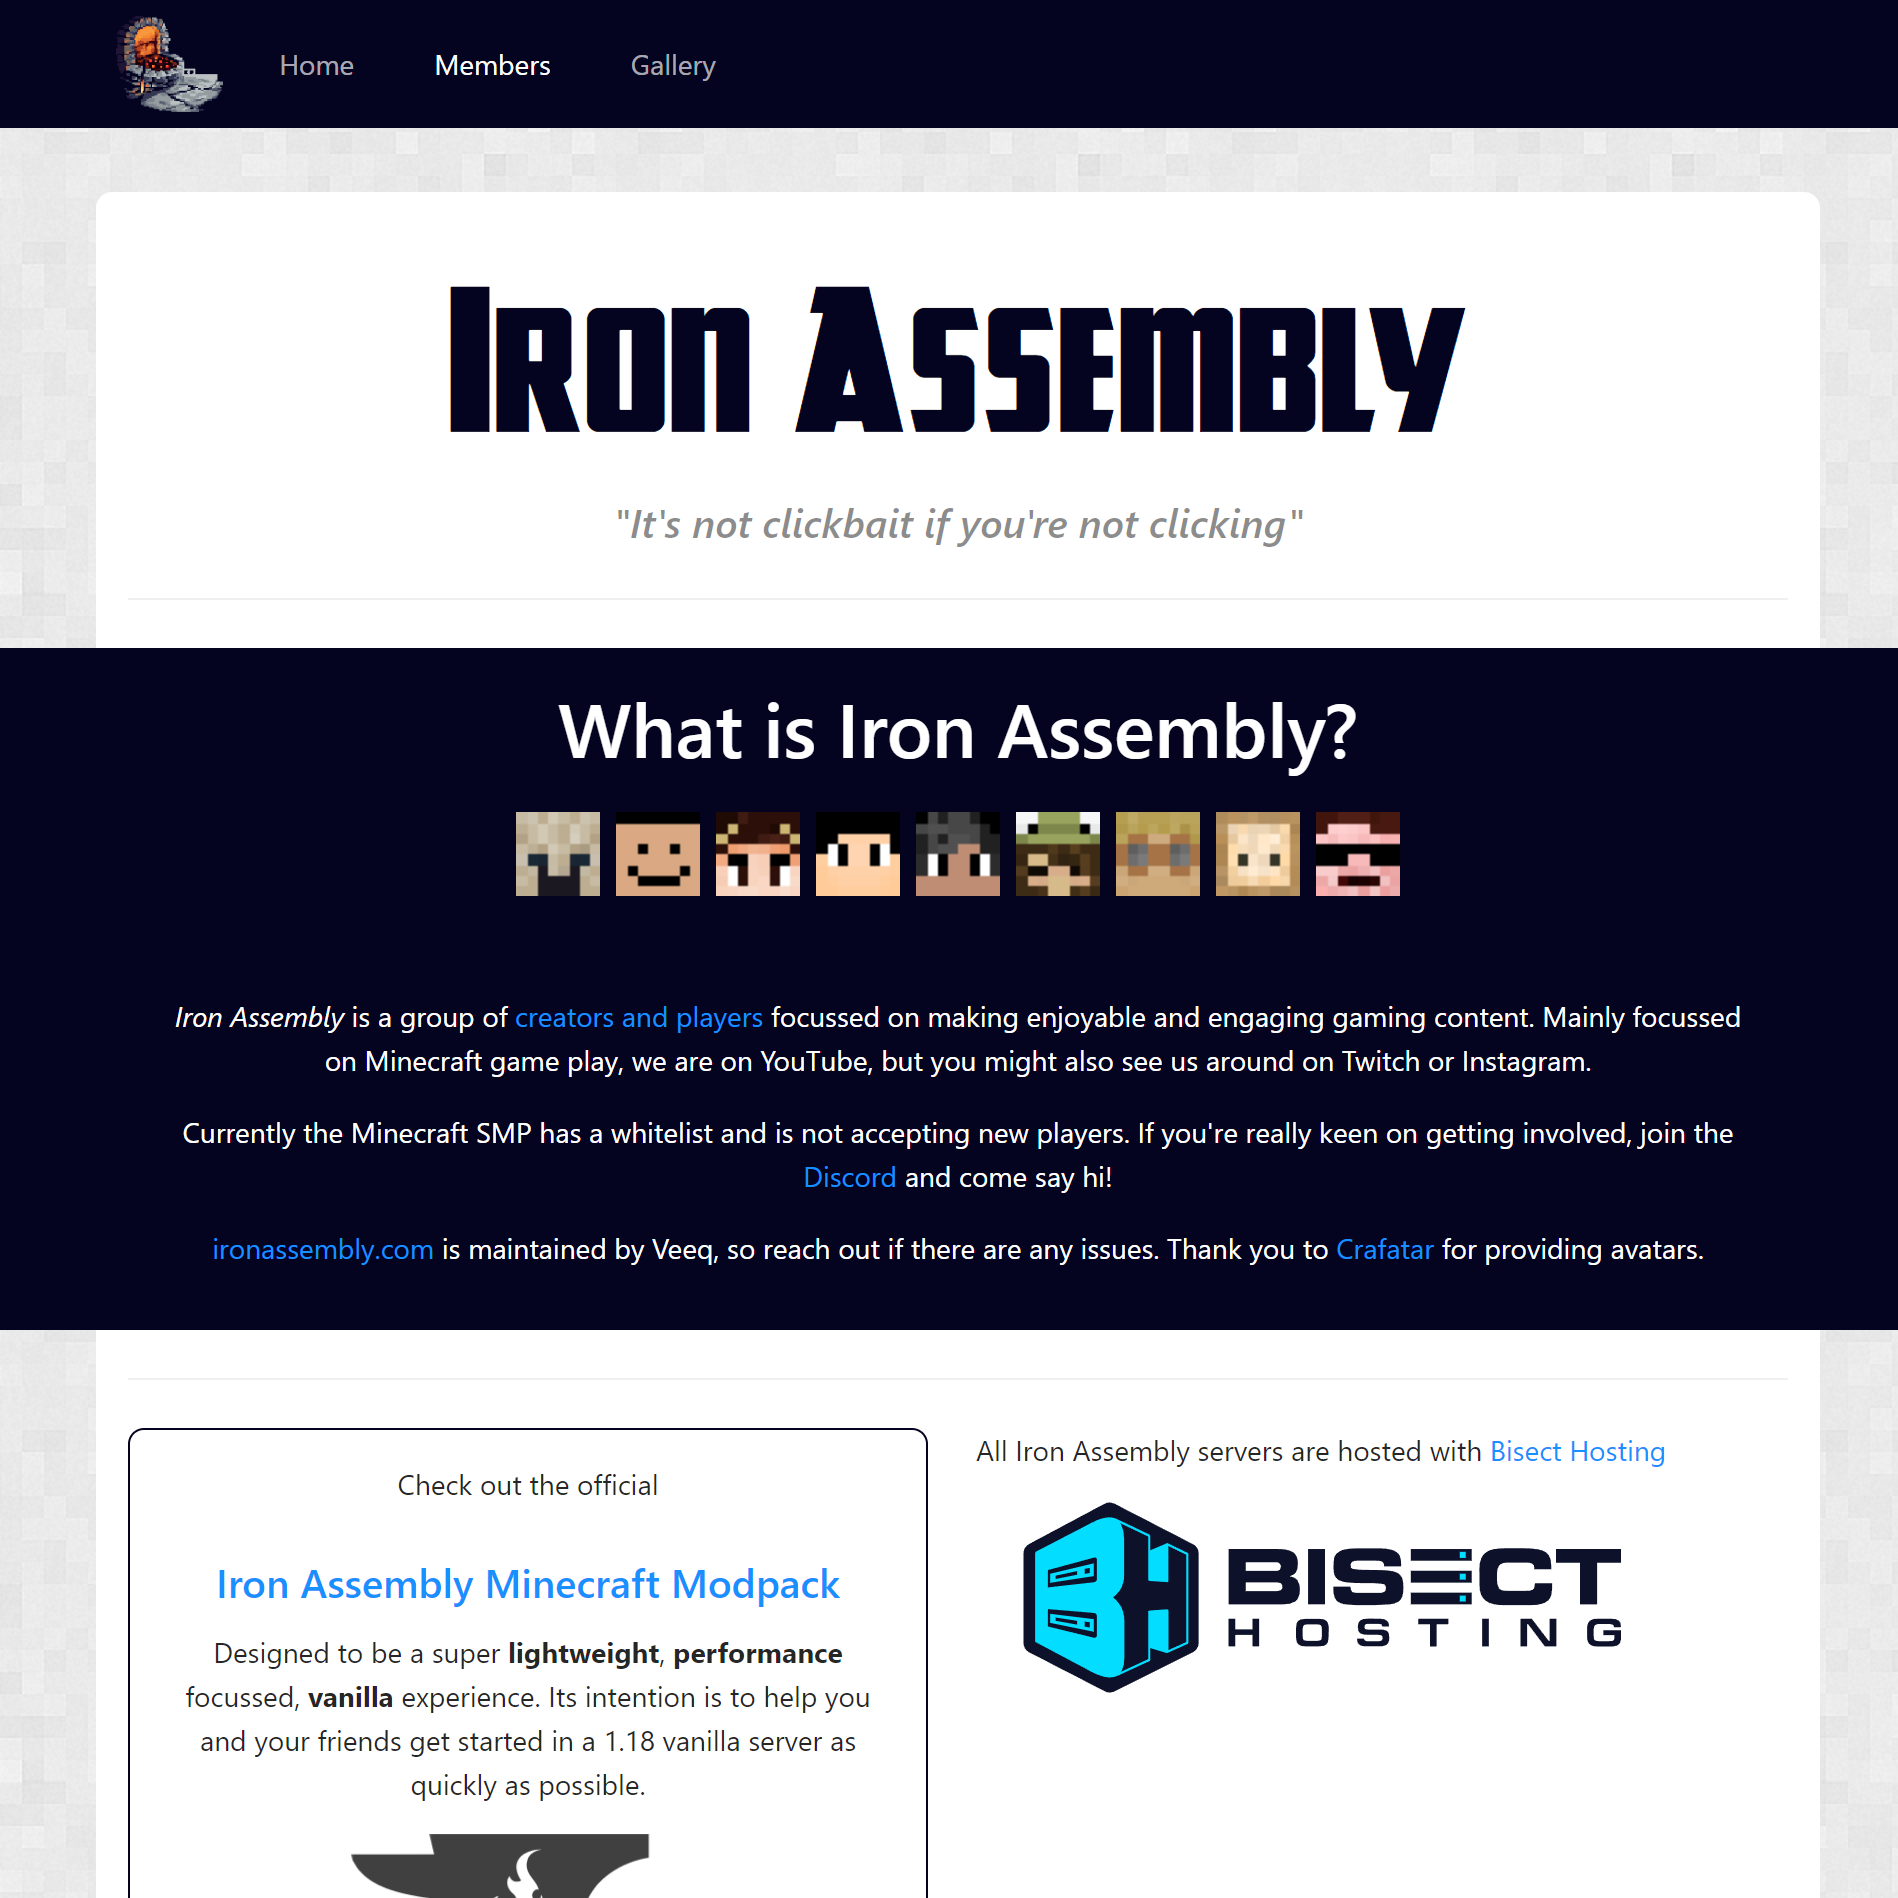 Home Members Gallery
Iron Assembly
"It's not clickbait if you're not clicking"
What is Iron Assembly?
Iron Assembly is a group of creators and players focussed on making enjoyable and engaging gaming content. Mainly focussed
on Minecraft game play, we are on YouTube, but you might also see us around on Twitch or Instagram.
Currently the Minecraft SMP has a whitelist and is not accepting new players. If you're really keen on getting involved, join the
Discord and come say hi!
ironassembly.com is maintained by Veeq, so reach out if there are any issues. Thank you to Crafatar for providing avatars.
Check out the official
Iron Assembly Minecraft Modpack
Designed to be a super lightweight, performance
focussed, vanilla experience. Its intention is to help you
and your friends get started in a 1.18 vanilla server as
quickly as possible.
All Iron Assembly servers are hosted with Bisect Hosting
BH
BISECT
HOSTING